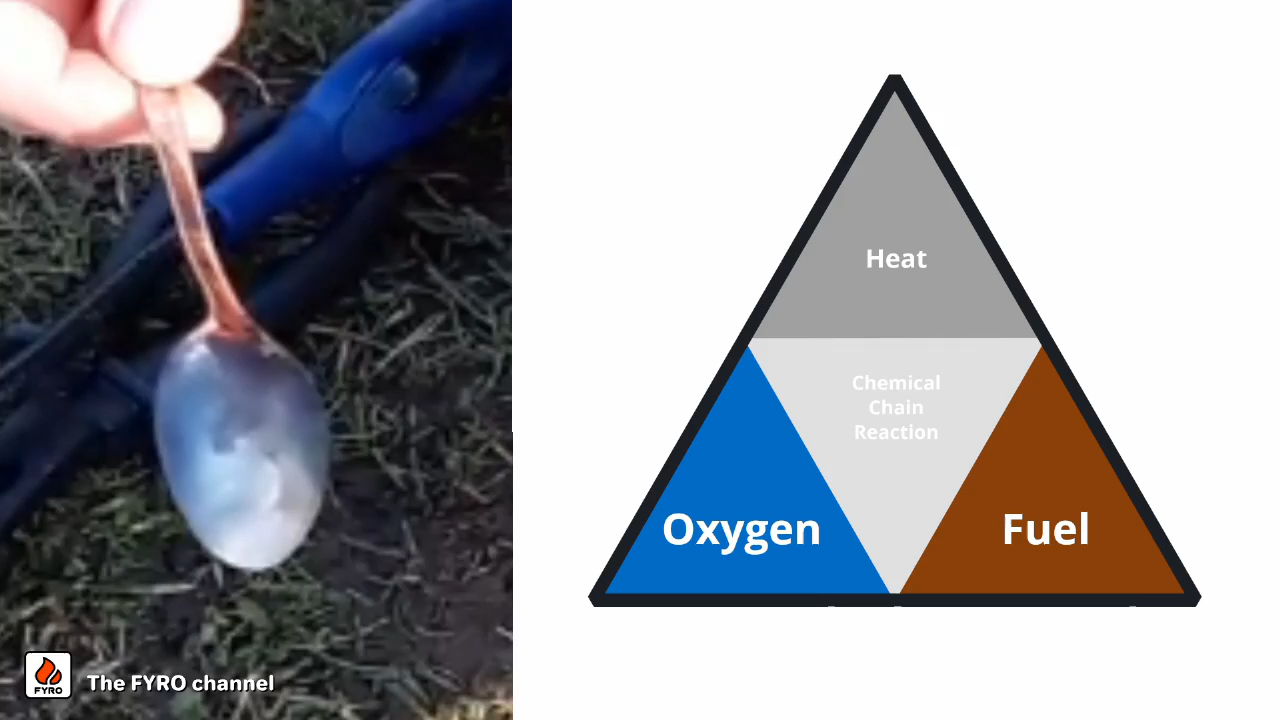 Heat
Chemical
Chain
Reaction
Oxygen
Fuel
FYRO
The FYRO channel